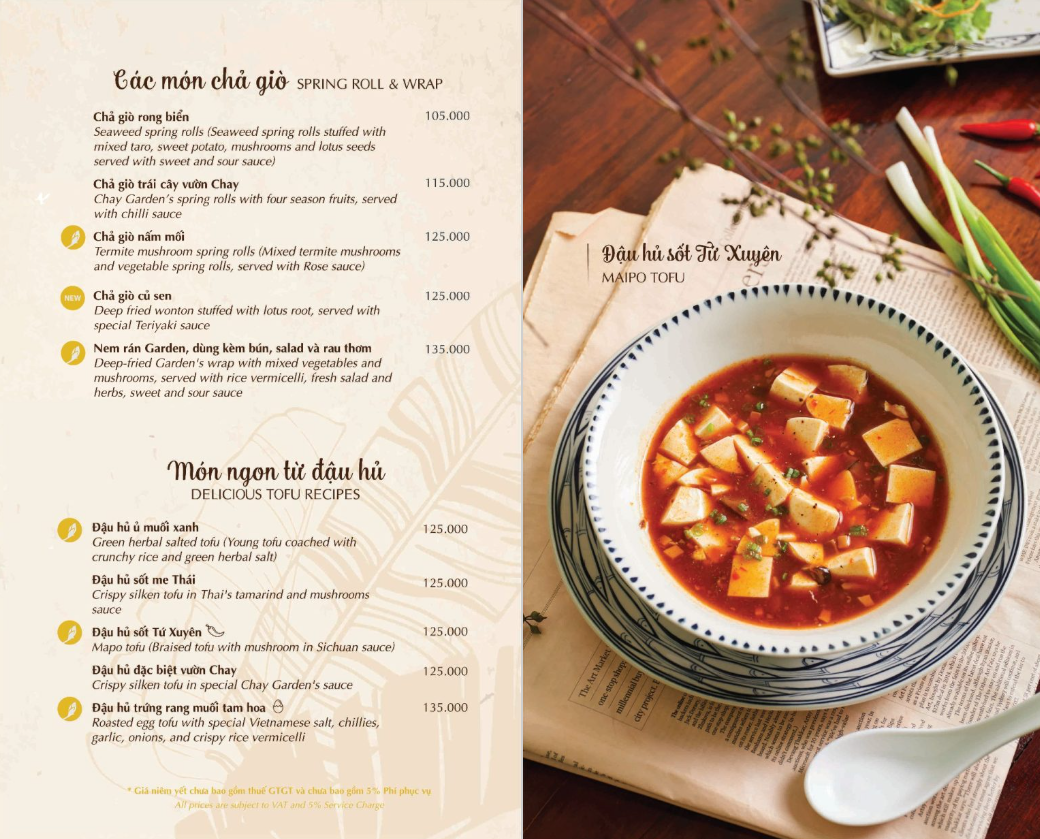 Các món chả giò SPRING ROLL & WRAP
Chả giò rong biển 105.000
Seaweed spring rolls (Seaweed spring rolls stuffed with
mixed taro, sweet potato, mushrooms and lotus seeds
served with sweet and sour sauce)
Chả giò trái cây vườn Chay 115.000
Chay Garden's spring rolls with four season fruits, served
with chilli sauce
Chả giò nấm mối 125.000
Termite mushroom spring rolls (Mixed termite mushrooms
and vegetable spring rolls, served with Rose sauce)
NEW Chả giò củ sen 125.000
Deep fried wonton stuffed with lotus root, served with
special Teriyaki sauce
Nem rán Garden, dùng kèm bún, salad và rau thơm 135.000
Deep-fried Garden's wrap with mixed vegetables and
mushrooms, served with rice vermicelli, fresh salad and
herbs, sweet and sour sauce
Món ngon từ đậu hủ
DELICIOUS TOFU RECIPES
Đậu hủ ủ muối xanh 125.000
Green herbal salted tofu (Young tofu coached with
crunchy rice and green herbal salt)
Đậu hủ sốt me Thái 125.000
Crispy silken tofu in Thai's tamarind and mushrooms
sauce
Đậu hủ sốt Tứ Xuyên 125.000
Mapo tofu (Braised tofu with mushroom in Sichuan sauce)
Đậu hủ đặc biệt vườn Chay 125.000
Crispy silken tofu in special Chay Garden's sauce
Đậu hủ trứng rang muối tam hoa 135.000
Roasted egg tofu with special Vietnamese salt, chillies,
garlic, onions, and crispy rice vermicelli
* Giá niêm yết chưa bao gồm thuế GTGT và chưa bao gồm 5% Phí phục vụ
All prices are subject to VAT and 5% Service Charge
Đậu hủ sốt Tứ Xuyên
MAIPO TOFU
The Art Market
one-stop shop
millennial
city project.